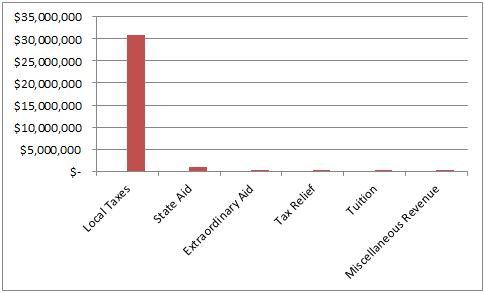 $35,000,000
$30,000,000
$25,000,000
$20,000,000
$15,000,000
$10,000,000
$5,000,000
$-
Local Taxes
State Aid
Extraordinary Aid
Tax Relief
Tuition
Miscellaneous Revenue